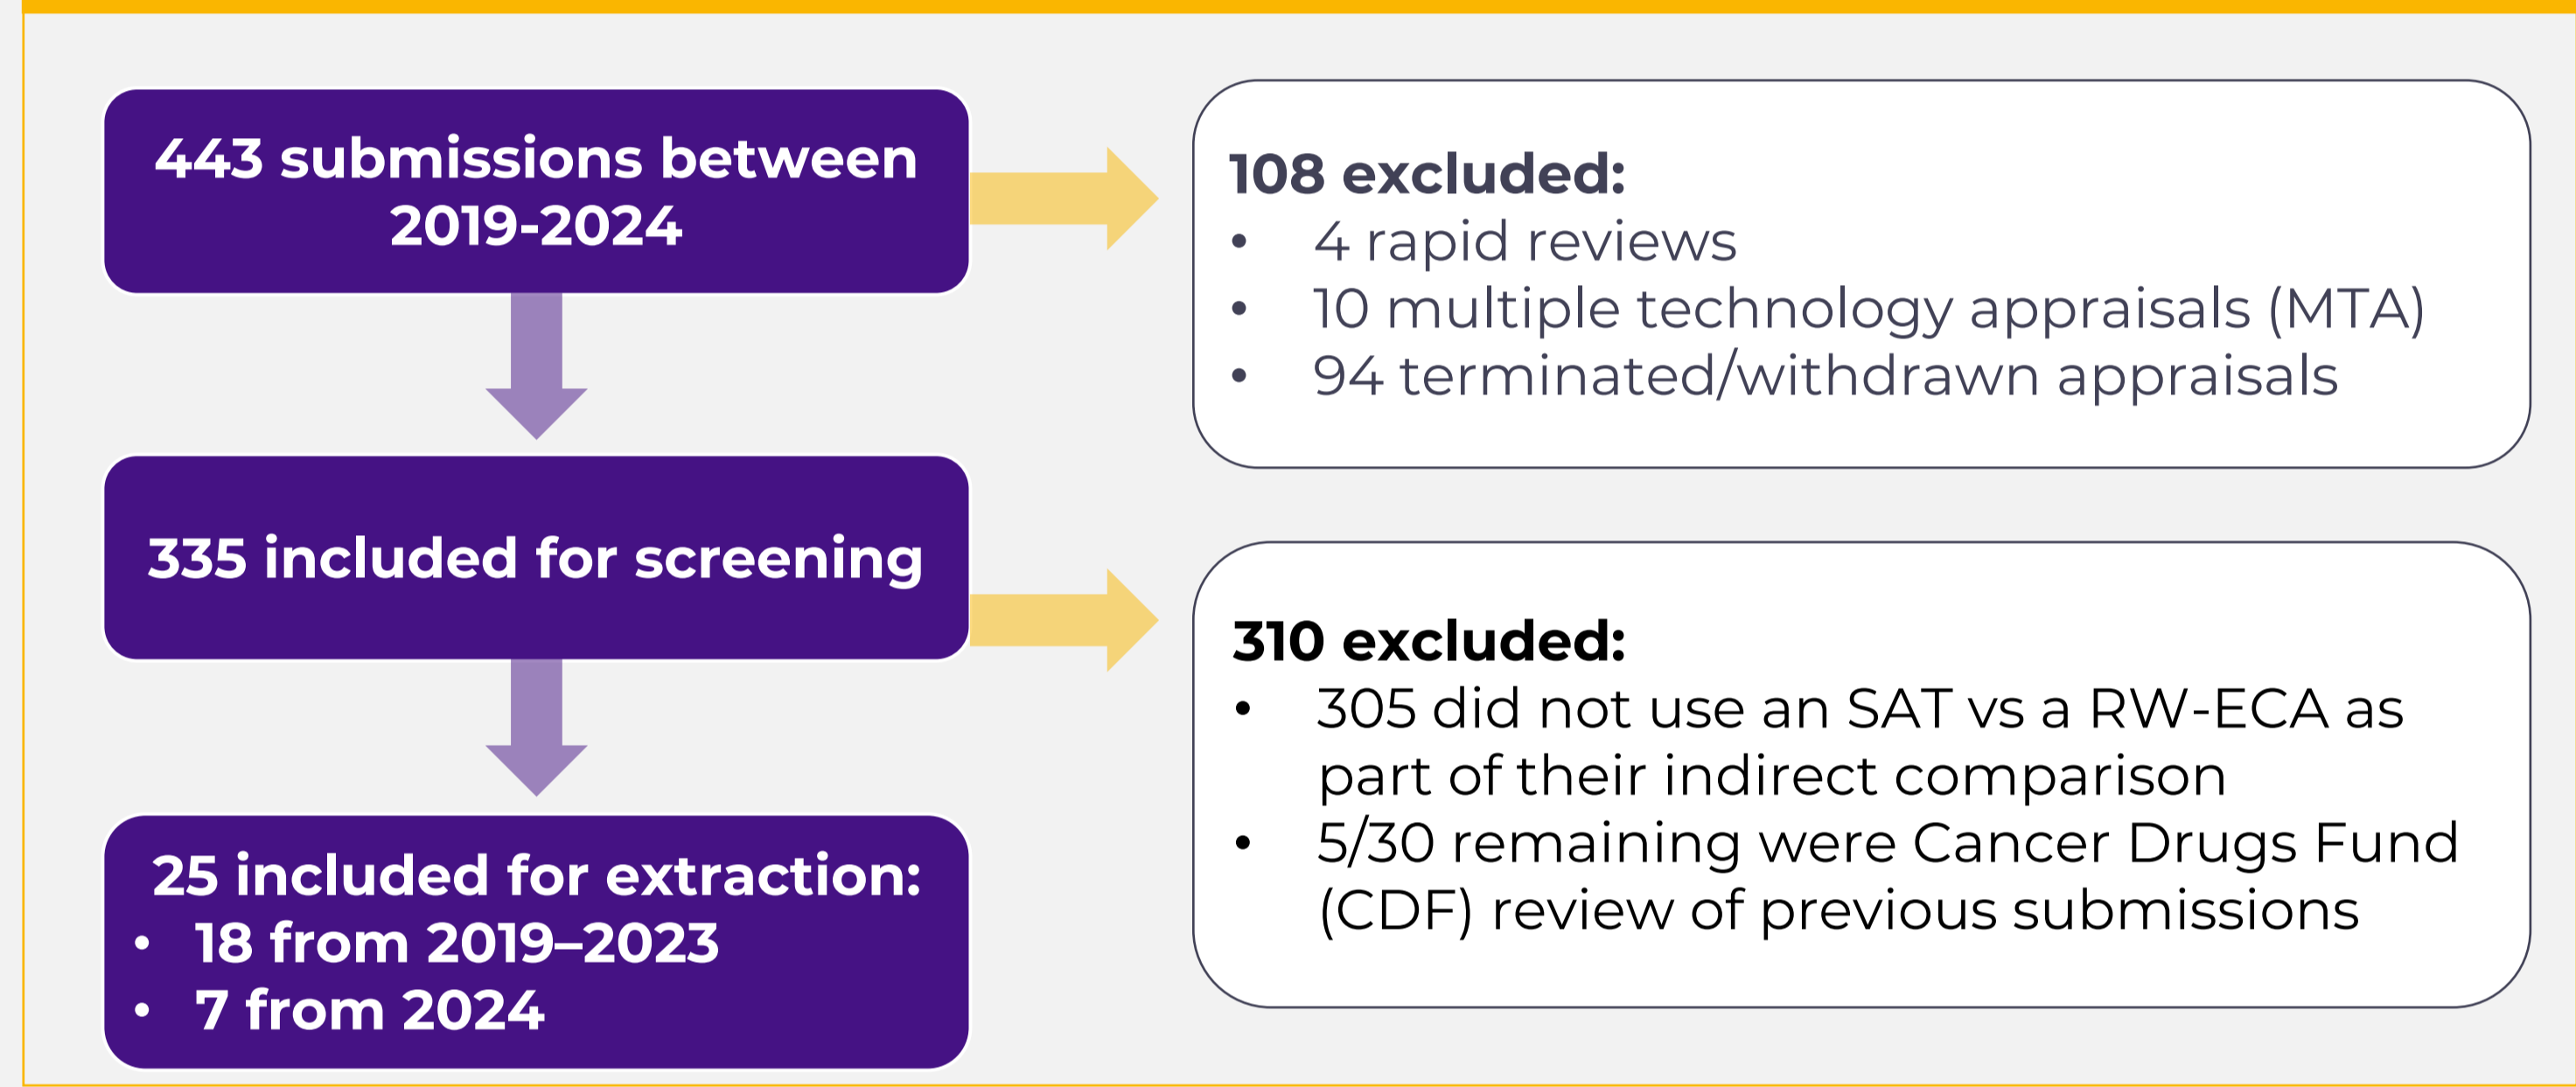 443 submissions between
2019-2024
108 excluded:
• 4 rapid reviews
• 10 multiple technology appraisals (MTA)
• 94 terminated/withdrawn appraisals
335 included for screening
310 excluded:
• 305 did not use an SAT vs a RW-ECA as
part of their indirect comparison
• 5/30 remaining were Cancer Drugs Fund
(CDF) review of previous submissions
25 included for extraction:
• 18 from 2019–2023
• 7 from 2024